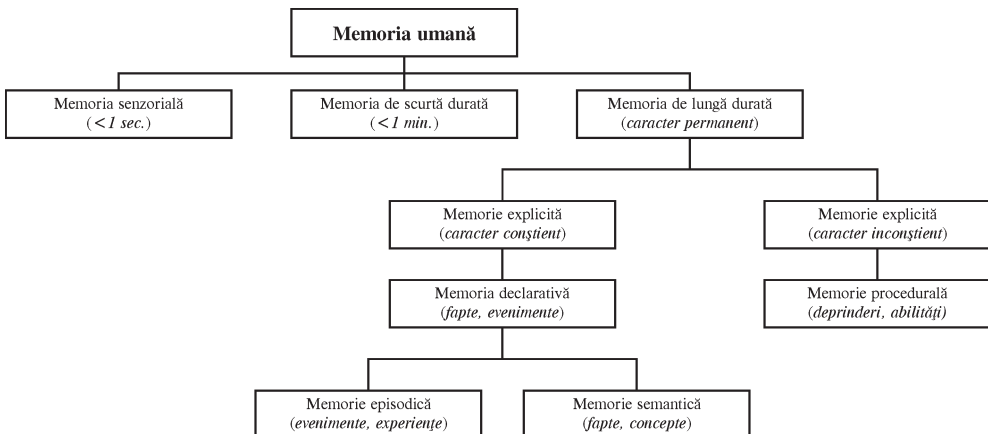 Memoria umană
Memoria senzorială
(<1 sec.)
Memoria de scurtă durată
(<1 min.)
Memoria de lungă durată
(caracter permanent)
Memorie explicită
(caracter conştient)
Memorie explicită
(caracter inconştient)
Memoria declarativă
(fapte, evenimente)
Memorie procedurală
(deprinderi, abilităţi)
Memorie episodică
(evenimente, experienţe)
Memorie semantică
(fapte, concepte)